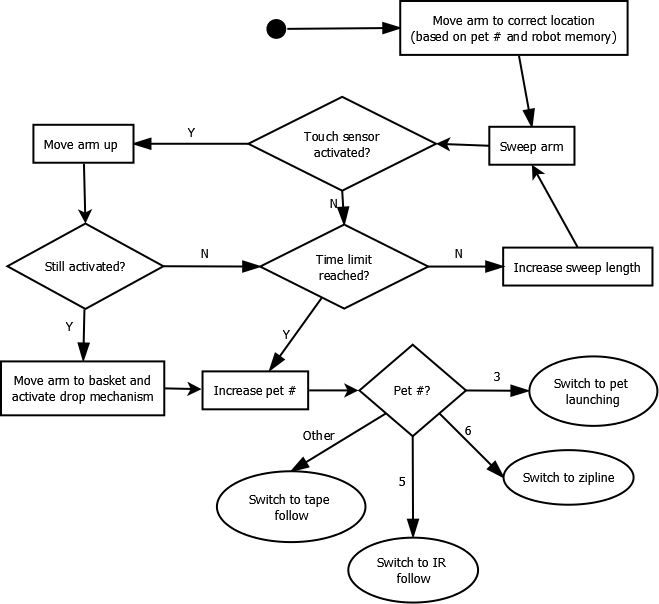 Move arm to correct location
(based on pet # and robot memory)
Touch sensor
activated?
Y
Move arm up
Sweep arm
N
Still activated?
N
Time limit
reached?
N
Increase sweep length
Y
Y
Move arm to basket and
activate drop mechanism
Increase pet #
Pet #?
3
Switch to pet
launching
Other
6
5
Switch to zipline
Switch to tape
follow
Switch to IR
follow